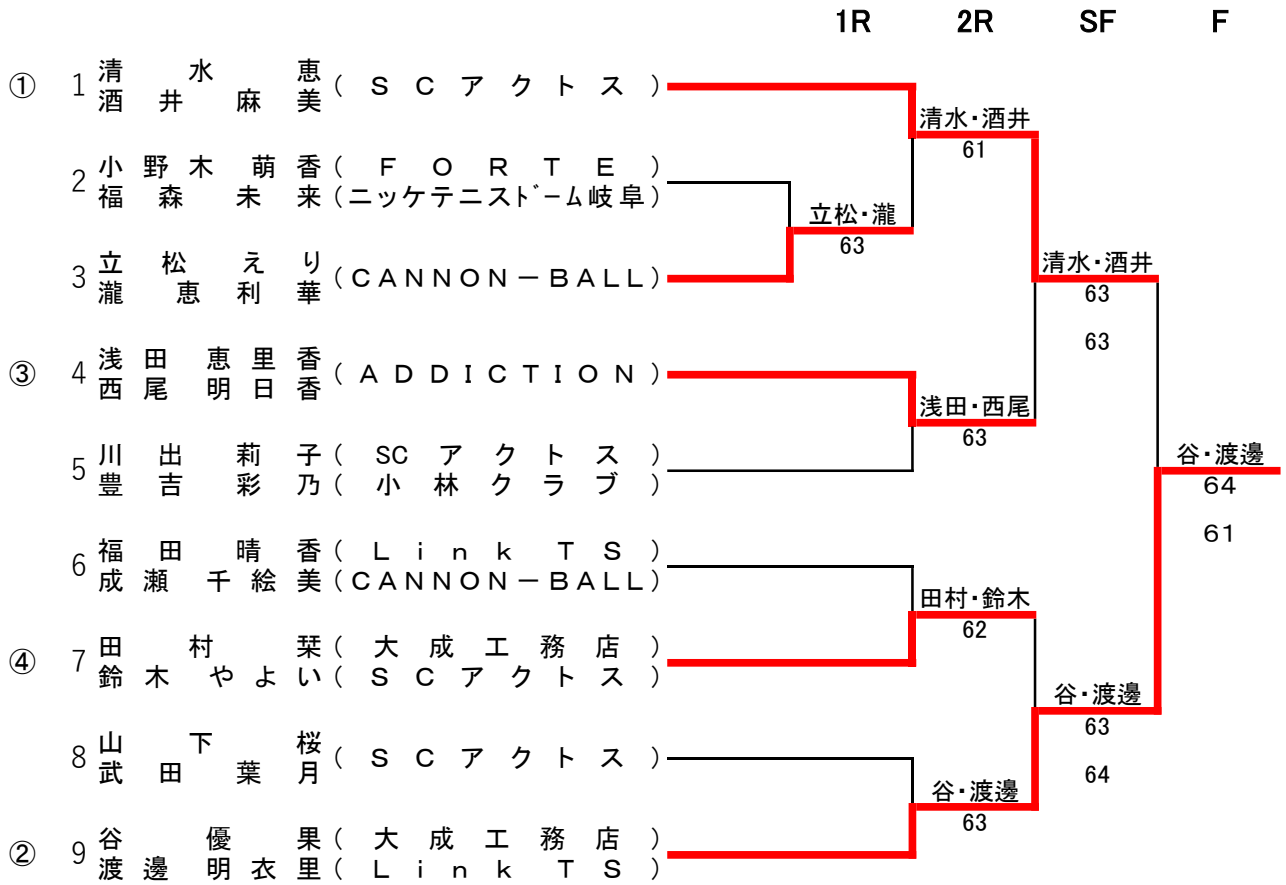 1R 2R SF F
① 1 清水恵 (SCアクトス)
酒井麻美
清水・酒井
61
2 小野木萌香 (FORTE)
福森未来 (ニッケテニスドーム岐阜)
立松・瀧
63
3 立松えり (CANNON-BALL)
瀧恵利華
清水・酒井
63
63
③ 4 浅田恵里香 (ADDICTION)
西尾明日香
浅田・西尾
63
5 川出莉子 (SCアクトス)
豊吉彩乃 (小林クラブ)
谷・渡邊
64
61
6 福田晴香 (Link TS)
成瀬千絵美 (CANNON-BALL)
田村・鈴木
62
④ 7 田村栞 (大成工務店)
鈴木やよい (SCアクトス)
谷・渡邊
63
64
8 山下桜 (SCアクトス)
武田葉月
谷・渡邊
63
② 9 谷優果 (大成工務店)
渡邊明衣里 (Link TS)